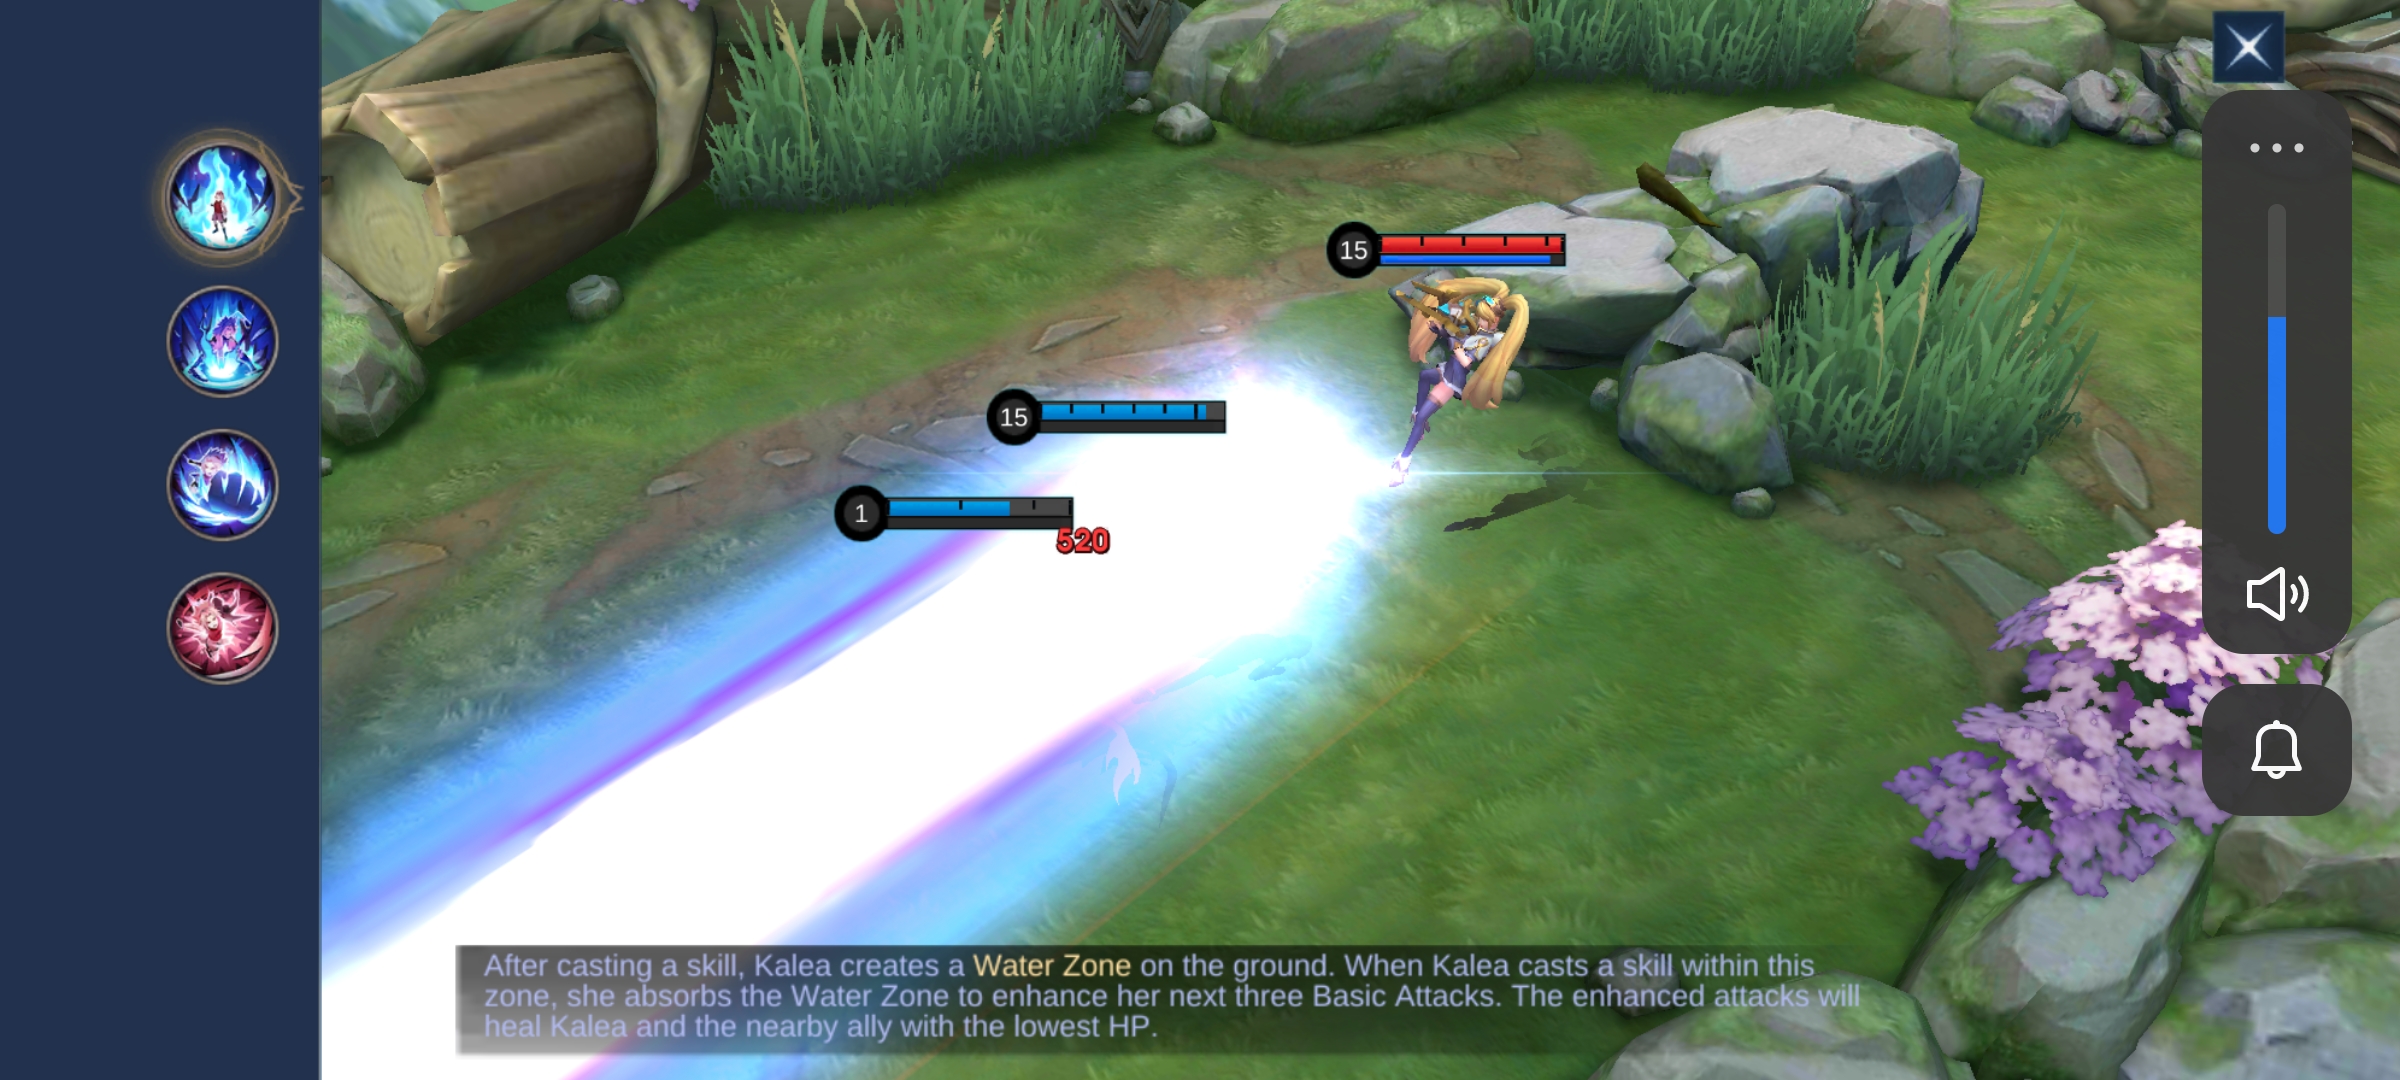 15
15
1
520
After casting a skill, Kalea creates a Water Zone on the ground. When Kalea casts a skill within this
zone, she absorbs the Water Zone to enhance her next three Basic Attacks. The enhanced attacks will
heal Kalea and the nearby ally with the lowest HP.